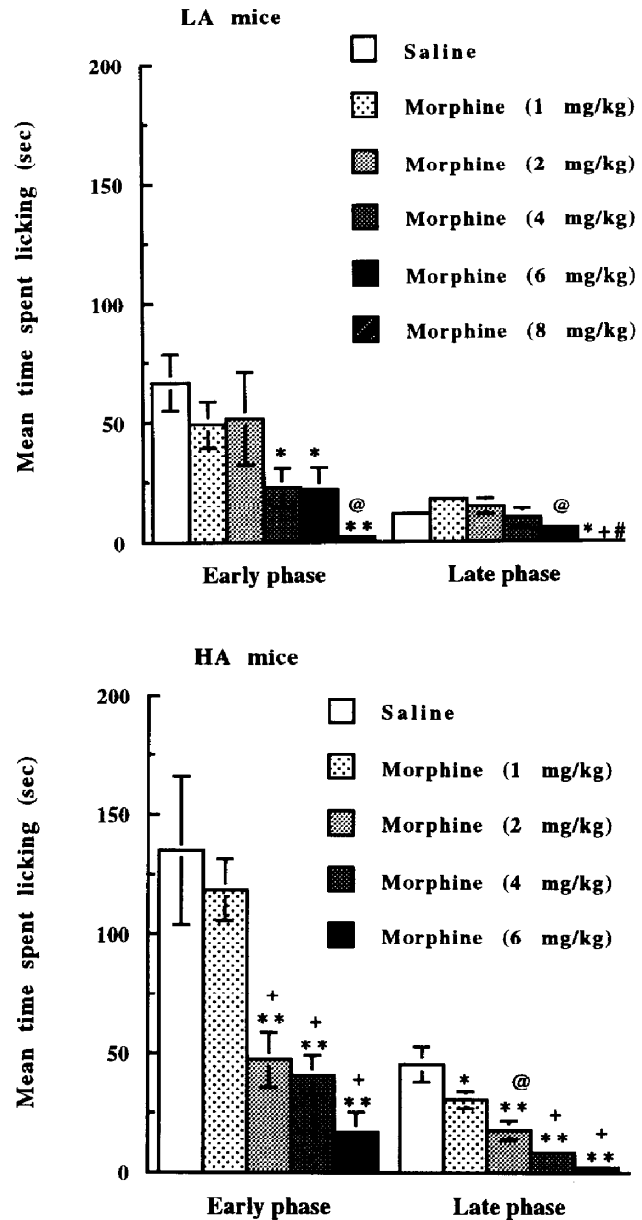 LA mice
200
150
100
50
0
Mean time spent licking (sec)
Saline
Morphine (1 mg/kg)
Morphine (2 mg/kg)
Morphine (4 mg/kg)
Morphine (6 mg/kg)
Morphine (8 mg/kg)
* *
@
**
@
*+#
Early phase Late phase
HA mice
200
150
100
50
0
Mean time spent licking (sec)
Saline
Morphine (1 mg/kg)
Morphine (2 mg/kg)
Morphine (4 mg/kg)
Morphine (6 mg/kg)
+
**
+
**
+
**
*
@
**
+
**
+
**
Early phase Late phase